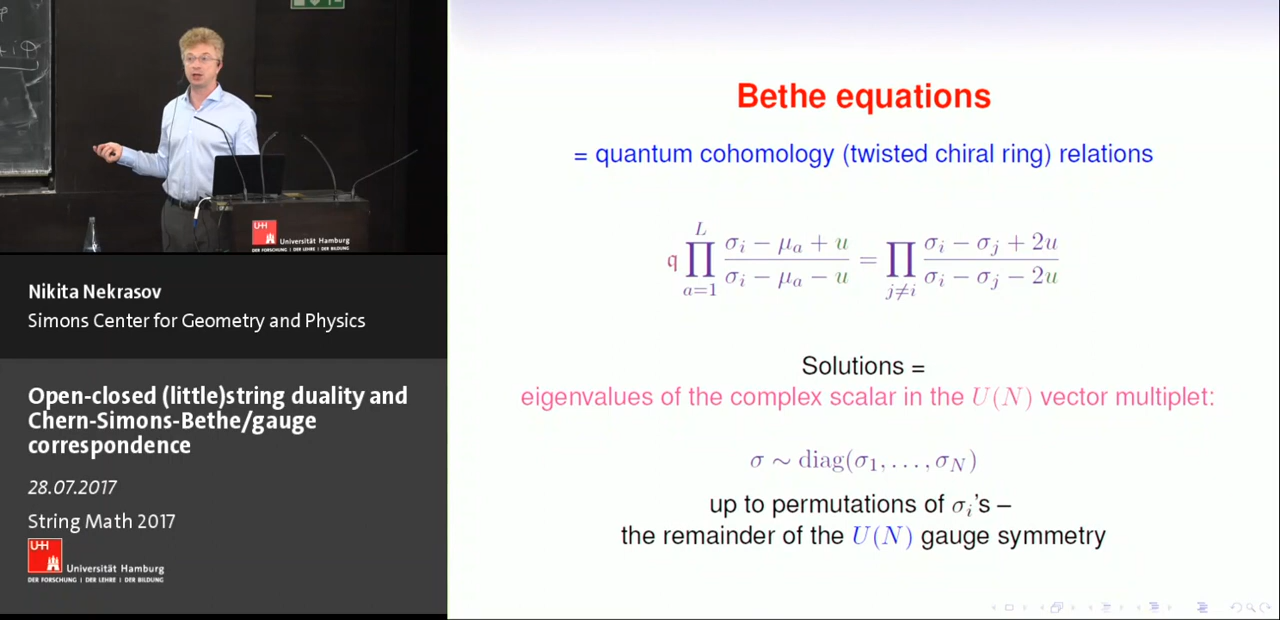 Bethe equations
= quantum cohomology (twisted chiral ring) relations
𝔮 ∏_{a=1}^{L} (σ_i − μ_a + u)/(σ_i − μ_a − u) = ∏_{j≠i} (σ_i − σ_j + 2u)/(σ_i − σ_j − 2u)
Solutions =
eigenvalues of the complex scalar in the U(N) vector multiplet:
σ ∼ diag(σ_1, . . . , σ_N)
up to permutations of σ_i's –
the remainder of the U(N) gauge symmetry
UH
Universität Hamburg
DER FORSCHUNG | DER LEHRE | DER BILDUNG
Nikita Nekrasov
Simons Center for Geometry and Physics
Open-closed (little)string duality and
Chern-Simons-Bethe/gauge
correspondence
28.07.2017
String Math 2017
UH
Universität Hamburg
DER FORSCHUNG | DER LEHRE | DER BILDUNG